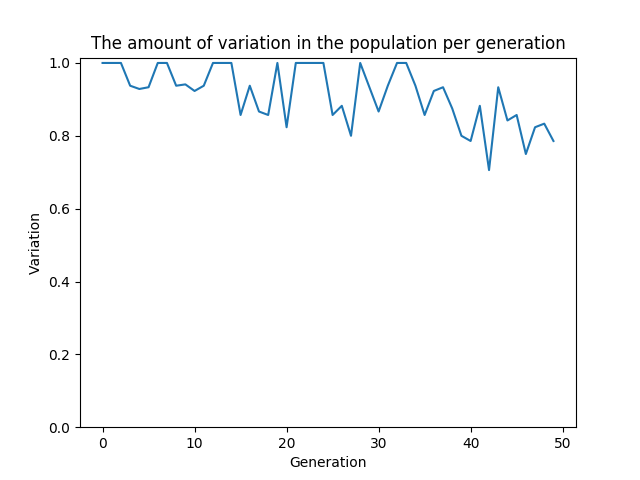 The amount of variation in the population per generation
1.0
0.8
0.6
0.4
0.2
0.0
Variation
0 10 20 30 40 50
Generation